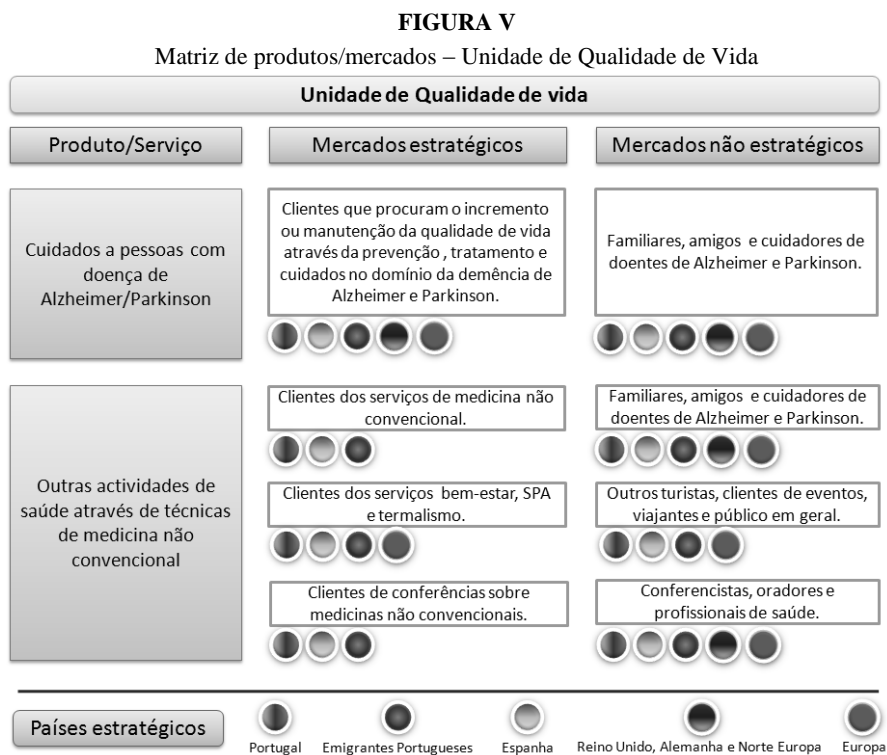 FIGURA V
Matriz de produtos/mercados – Unidade de Qualidade de Vida
Unidade de Qualidade de vida
Produto/Serviço
Mercados estratégicos
Mercados não estratégicos
Cuidados a pessoas com
doença de
Alzheimer/Parkinson
Clientes que procuram o incremento
ou manutenção da qualidade de vida
através da prevenção , tratamento e
cuidados no domínio da demência de
Alzheimer e Parkinson.
Familiares, amigos e cuidadores de
doentes de Alzheimer e Parkinson.
Outras actividades de
saúde através de técnicas
de medicina não
convencional
Clientes dos serviços de medicina não
convencional.
Familiares, amigos e cuidadores de
doentes de Alzheimer e Parkinson.
Clientes dos serviços bem-estar, SPA
e termalismo.
Outros turistas, clientes de eventos,
viajantes e público em geral.
Clientes de conferências sobre
medicinas não convencionais.
Conferencistas, oradores e
profissionais de saúde.
Países estratégicos
Portugal
Emigrantes Portugueses
Espanha
Reino Unido, Alemanha e Norte Europa
Europa